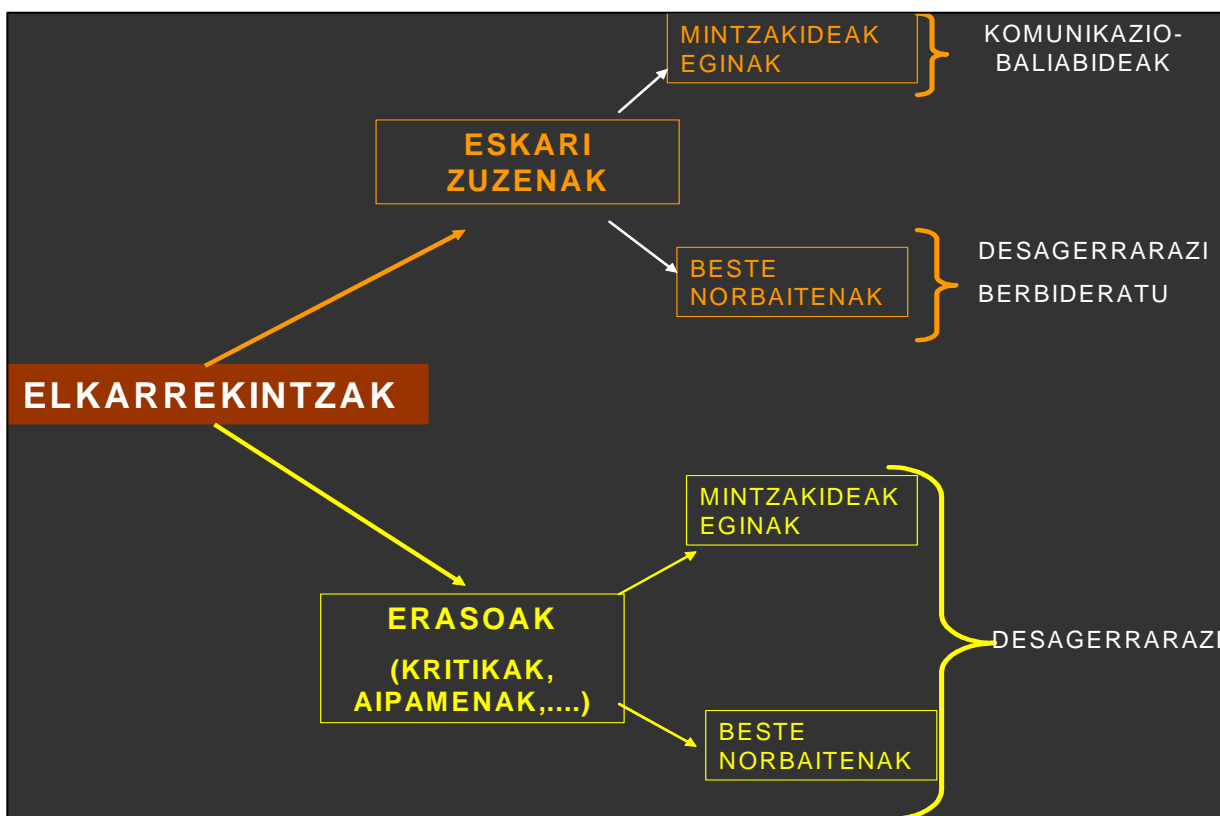 MINTZAKIDEAK
EGINAK
KOMUNIKAZIO-
BALIABIDEAK
ESKARI
ZUZENAK
BESTE
NORBAITENAK
DESAGERRARAZI
BERBIDERATU
ELKARREKINTZAK
MINTZAKIDEAK
EGINAK
ERASOAK
(KRITIKAK,
AIPAMENAK,....)
DESAGERRARAZI
BESTE
NORBAITENAK